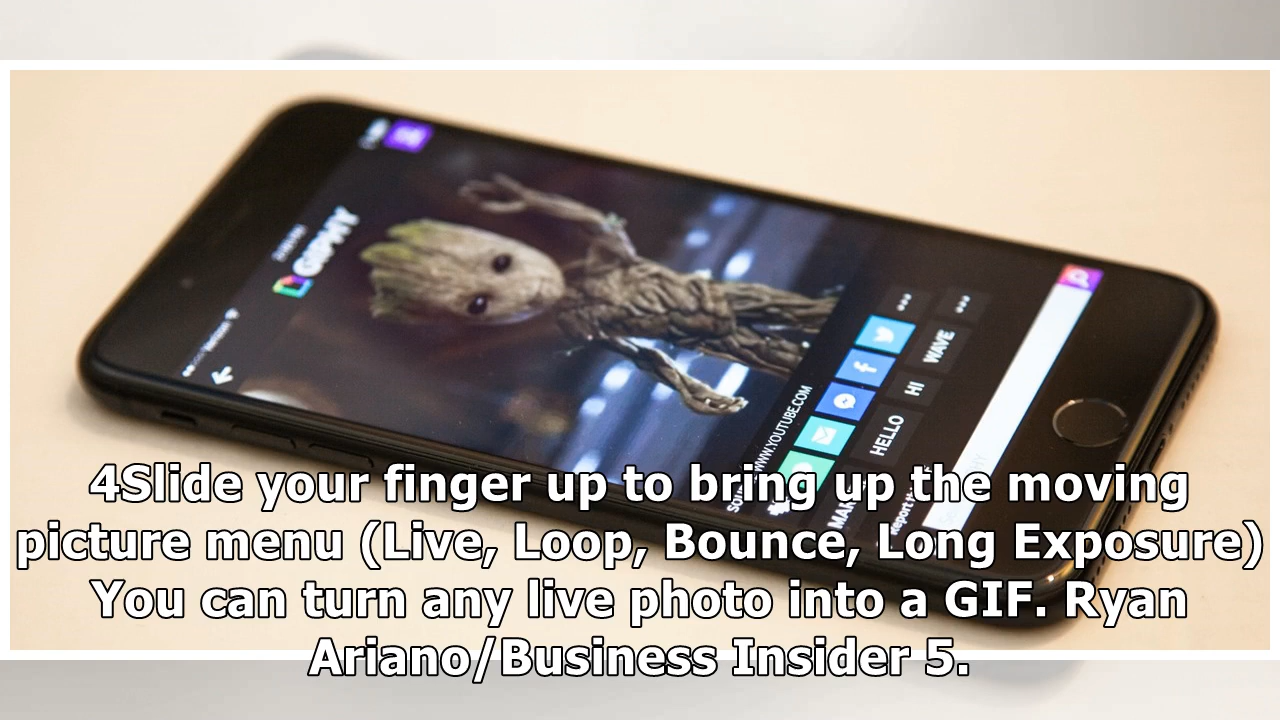 GIPHY
WWW.YOUTUBE.COM
HELLO
HI
WAVE
4Slide your finger up to bring up the moving
picture menu (Live, Loop, Bounce, Long Exposure)
You can turn any live photo into a GIF. Ryan
Ariano/Business Insider 5.